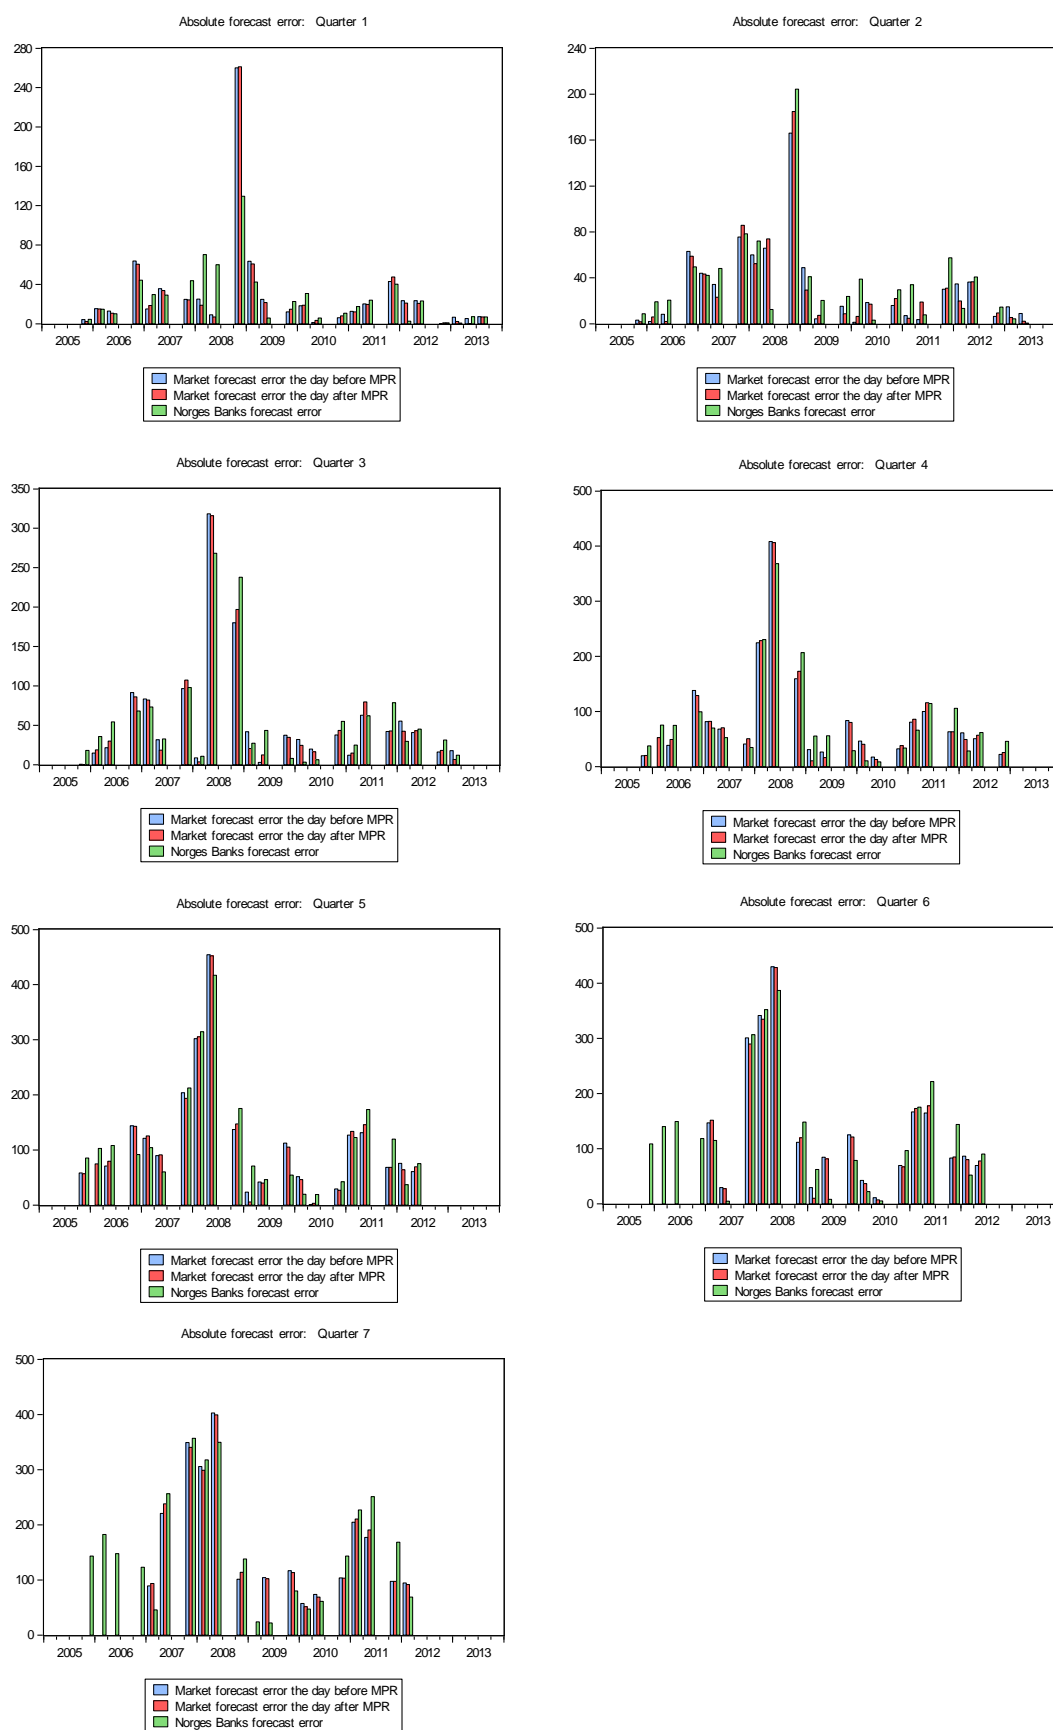 Absolute forecast error: Quarter 1
280
240
200
160
120
80
40
0
2005 2006 2007 2008 2009 2010 2011 2012 2013
Market forecast error the day before MPR
Market forecast error the day after MPR
Norges Banks forecast error
Absolute forecast error: Quarter 2
240
200
160
120
80
40
0
2005 2006 2007 2008 2009 2010 2011 2012 2013
Market forecast error the day before MPR
Market forecast error the day after MPR
Norges Banks forecast error
Absolute forecast error: Quarter 3
350
300
250
200
150
100
50
0
2005 2006 2007 2008 2009 2010 2011 2012 2013
Market forecast error the day before MPR
Market forecast error the day after MPR
Norges Banks forecast error
Absolute forecast error: Quarter 4
500
400
300
200
100
0
2005 2006 2007 2008 2009 2010 2011 2012 2013
Market forecast error the day before MPR
Market forecast error the day after MPR
Norges Banks forecast error
Absolute forecast error: Quarter 5
500
400
300
200
100
0
2005 2006 2007 2008 2009 2010 2011 2012 2013
Market forecast error the day before MPR
Market forecast error the day after MPR
Norges Banks forecast error
Absolute forecast error: Quarter 6
500
400
300
200
100
0
2005 2006 2007 2008 2009 2010 2011 2012 2013
Market forecast error the day before MPR
Market forecast error the day after MPR
Norges Banks forecast error
Absolute forecast error: Quarter 7
500
400
300
200
100
0
2005 2006 2007 2008 2009 2010 2011 2012 2013
Market forecast error the day before MPR
Market forecast error the day after MPR
Norges Banks forecast error